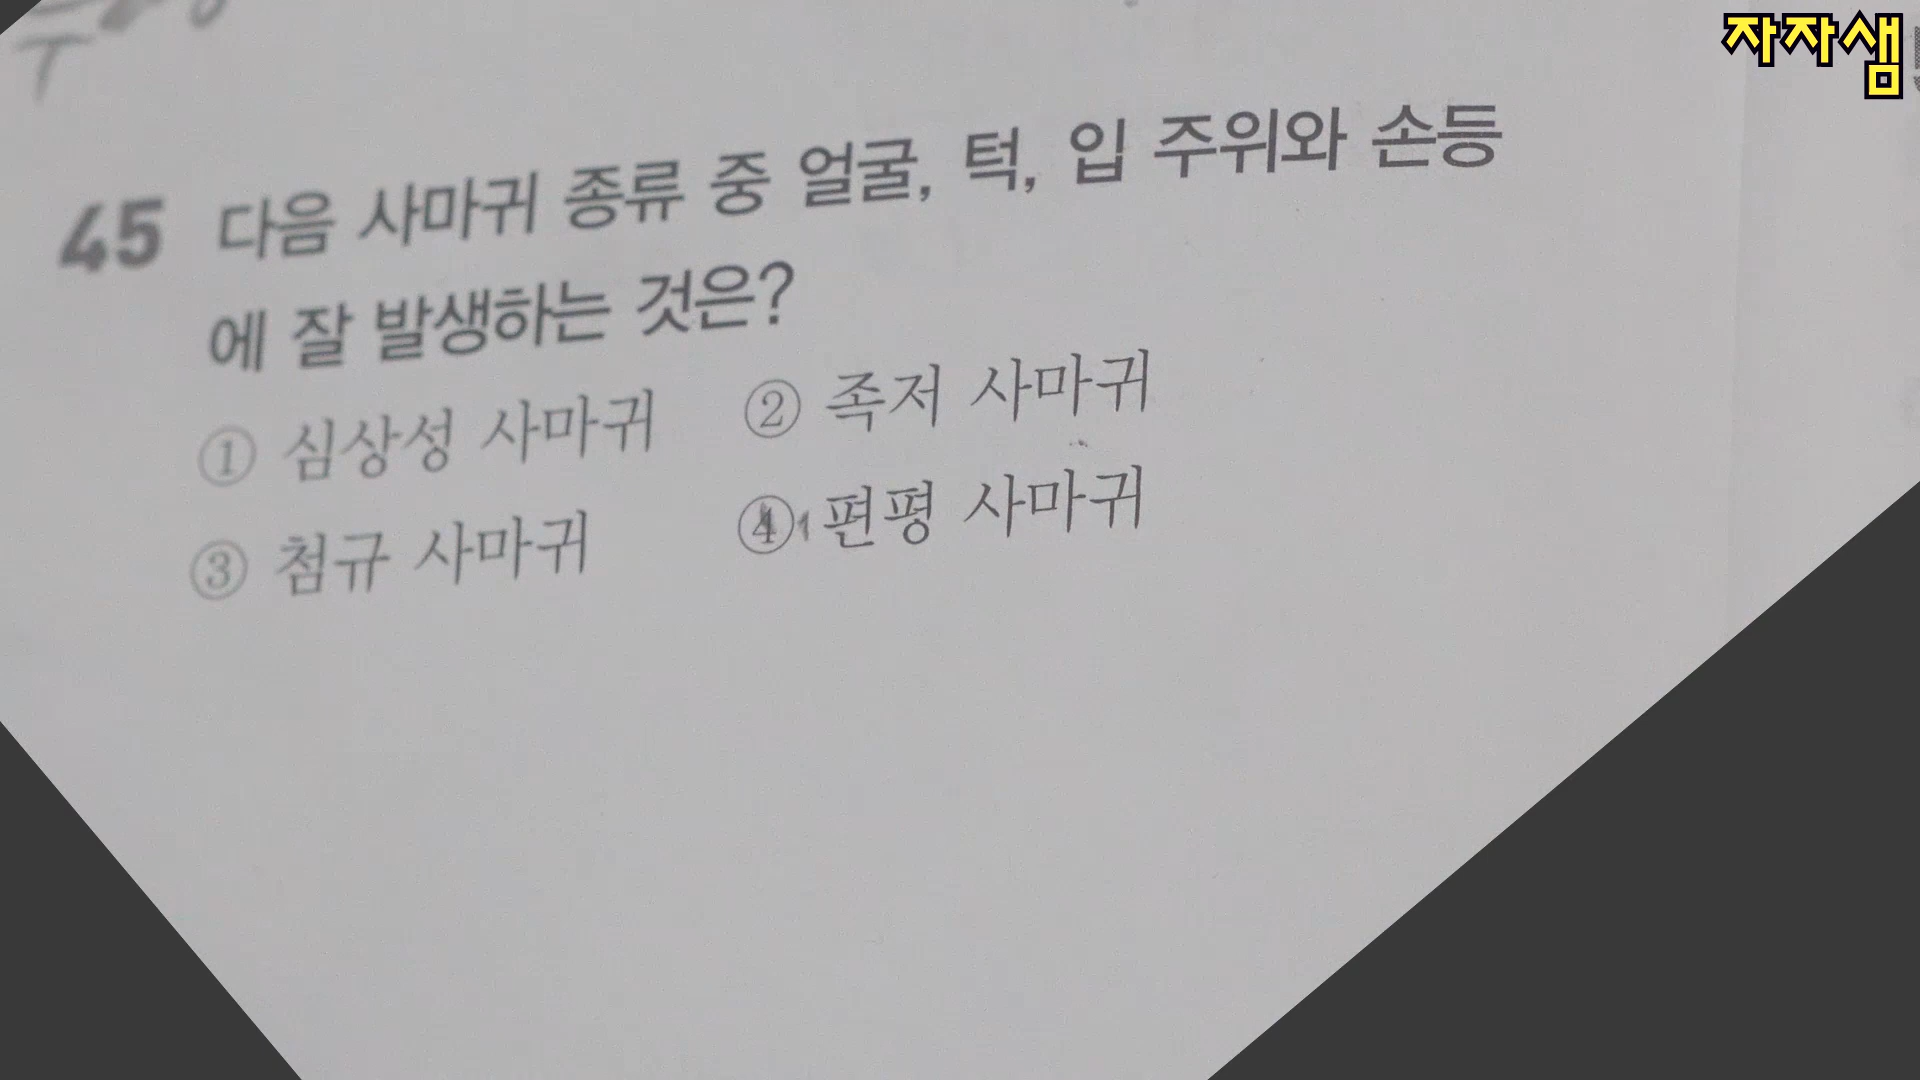 자자샘
45 다음 사마귀 종류 중 얼굴, 턱, 입 주위와 손등
에 잘 발생하는 것은?
① 심상성 사마귀 ② 족저 사마귀
③ 첨규 사마귀 ④ 편평 사마귀